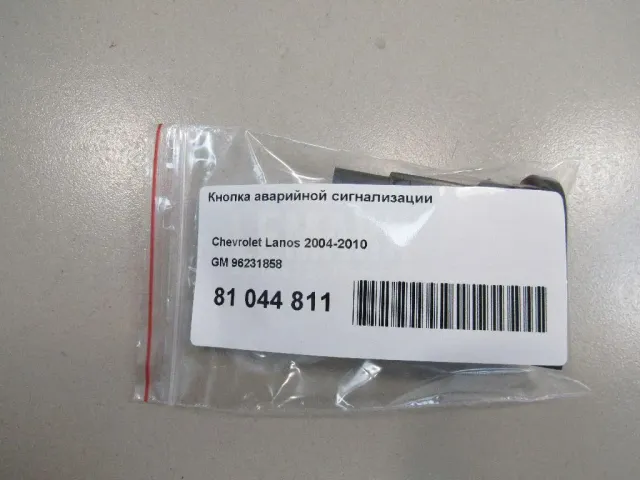 Кнопка аварийной сигнализации
Chevrolet Lanos 2004-2010
GM 96231858
81 044 811